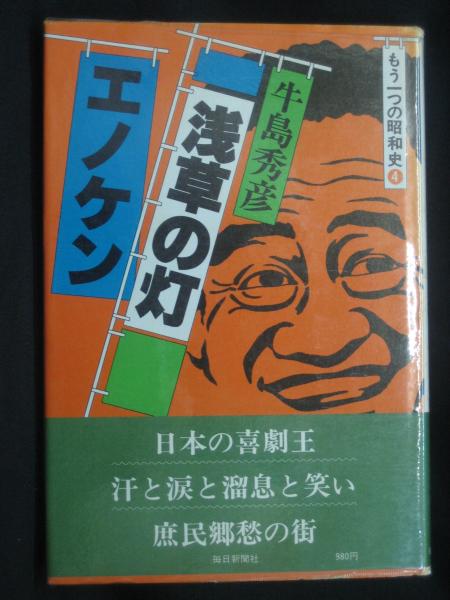 もう一つの昭和史4
牛島秀彦
浅草の灯
エノケン
日本の喜劇王
汗と涙と溜息と笑い
庶民郷愁の街
毎日新聞社
980円